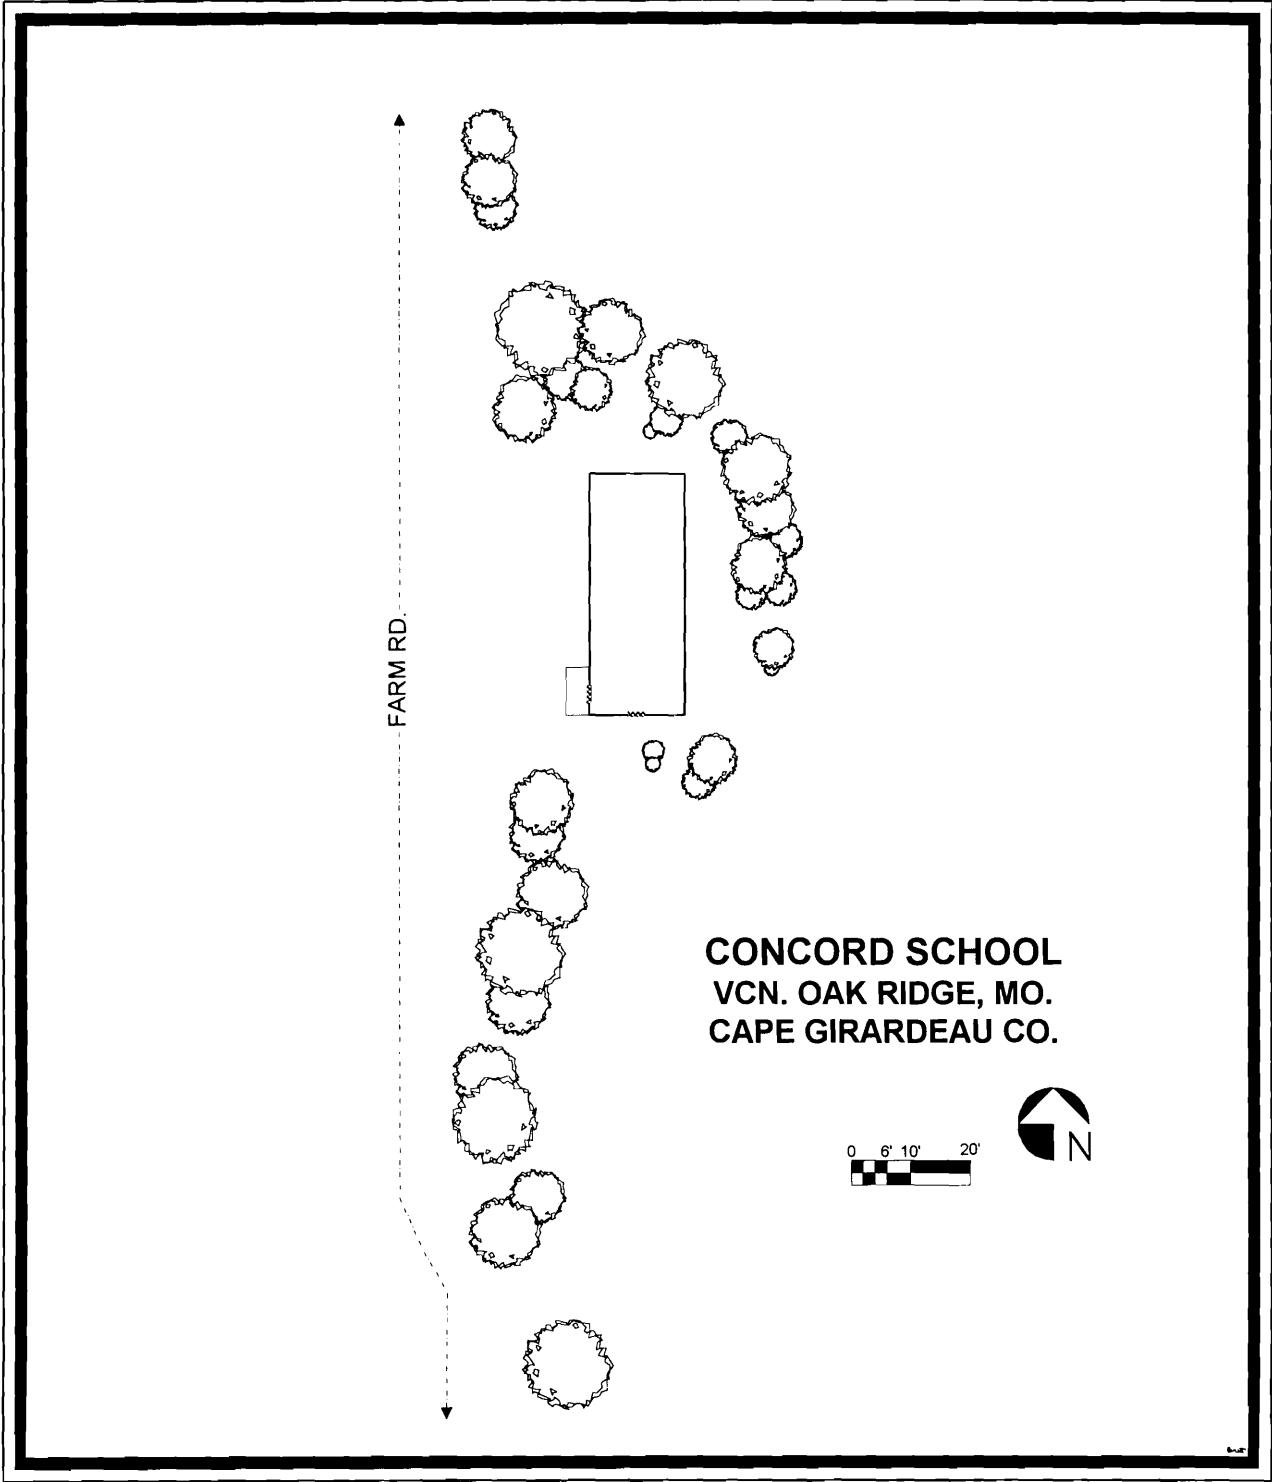 FARM RD.
CONCORD SCHOOL
VCN. OAK RIDGE, MO.
CAPE GIRARDEAU CO.
0 6' 10' 20'
N